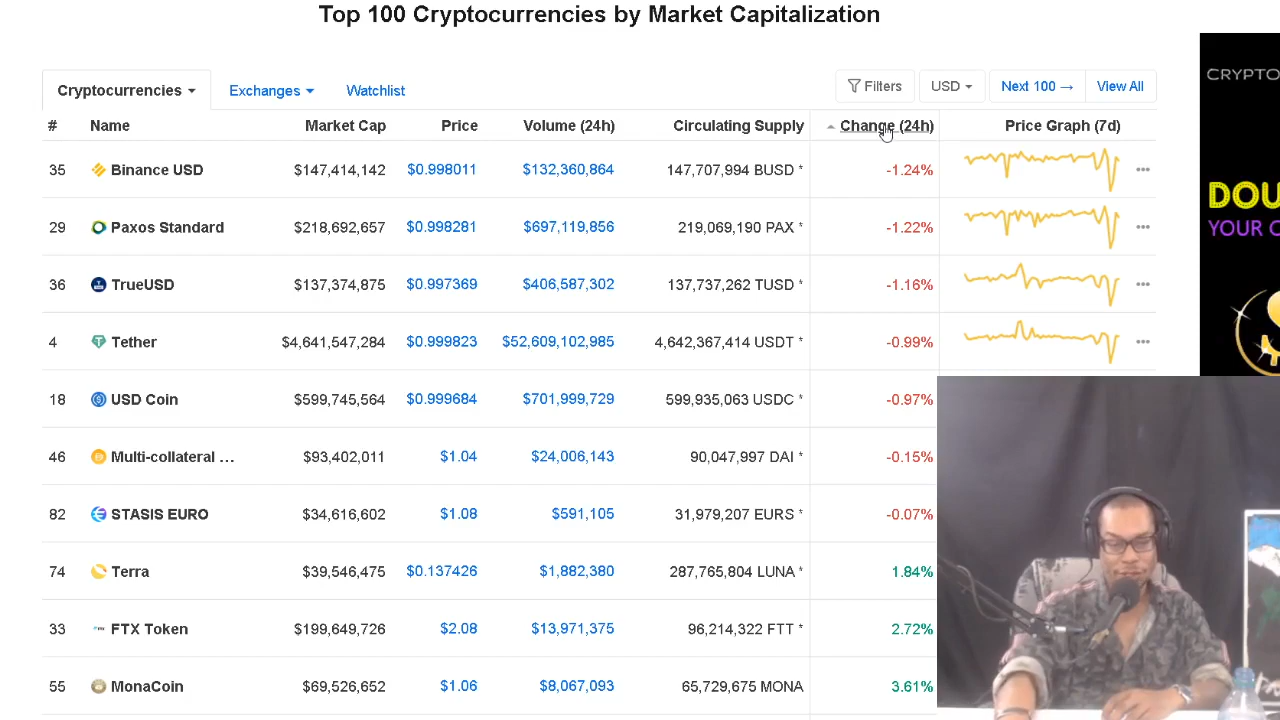 Top 100 Cryptocurrencies by Market Capitalization
Cryptocurrencies Exchanges Watchlist Filters USD Next 100 → View All
# Name Market Cap Price Volume (24h) Circulating Supply Change (24h) Price Graph (7d)
35 Binance USD $147,414,142 $0.998011 $132,360,864 147,707,994 BUSD * -1.24%
29 Paxos Standard $218,692,657 $0.998281 $697,119,856 219,069,190 PAX * -1.22%
36 TrueUSD $137,374,875 $0.997369 $406,587,302 137,737,262 TUSD * -1.16%
4 Tether $4,641,547,284 $0.999823 $52,609,102,985 4,642,367,414 USDT * -0.99%
18 USD Coin $599,745,564 $0.999684 $701,999,729 599,935,063 USDC * -0.97%
46 Multi-collateral ... $93,402,011 $1.04 $24,006,143 90,047,997 DAI * -0.15%
82 STASIS EURO $34,616,602 $1.08 $591,105 31,979,207 EURS * -0.07%
74 Terra $39,546,475 $0.137426 $1,882,380 287,765,804 LUNA * 1.84%
33 FTX Token $199,649,726 $2.08 $13,971,375 96,214,322 FTT * 2.72%
55 MonaCoin $69,526,652 $1.06 $8,067,093 65,729,675 MONA 3.61%
CRYPTO
DOU
YOUR